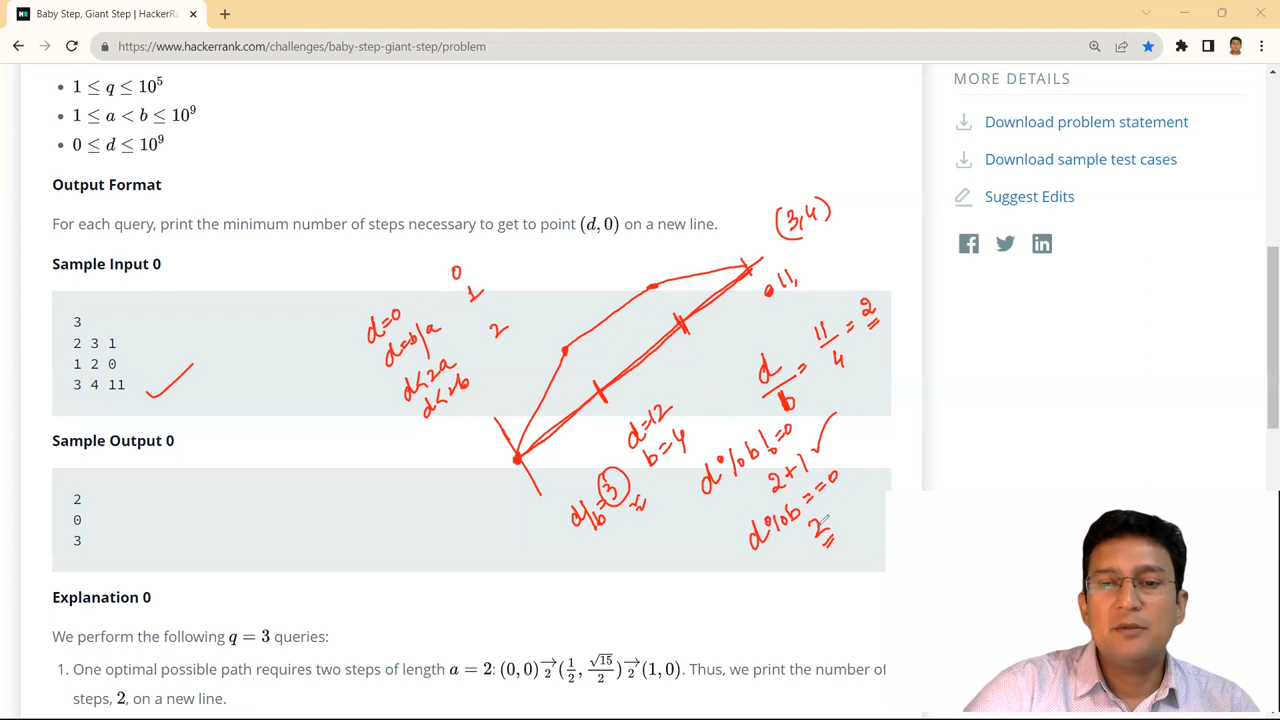 Baby Step, Giant Step | HackerRa
https://www.hackerrank.com/challenges/baby-step-giant-step/problem
1 ≤ q ≤ 10⁵
1 ≤ a < b ≤ 10⁹
0 ≤ d ≤ 10⁹
Output Format
For each query, print the minimum number of steps necessary to get to point (d, 0) on a new line.
Sample Input 0
3
2 3 1
1 2 0
3 4 11
Sample Output 0
2
0
3
Explanation 0
We perform the following q = 3 queries:
1. One optimal possible path requires two steps of length a = 2: (0, 0) →₂ (1/2, √15/2) →₂ (1, 0). Thus, we print the number of
steps, 2, on a new line.
MORE DETAILS
Download problem statement
Download sample test cases
Suggest Edits
(3,4)
0
1
2
d=0
d=b/a
d<2a
d<2b
11
d/b = 11/4 = 2
d=12
b=4
d/b=3
d%b!=0
2+1
d%b==0
2